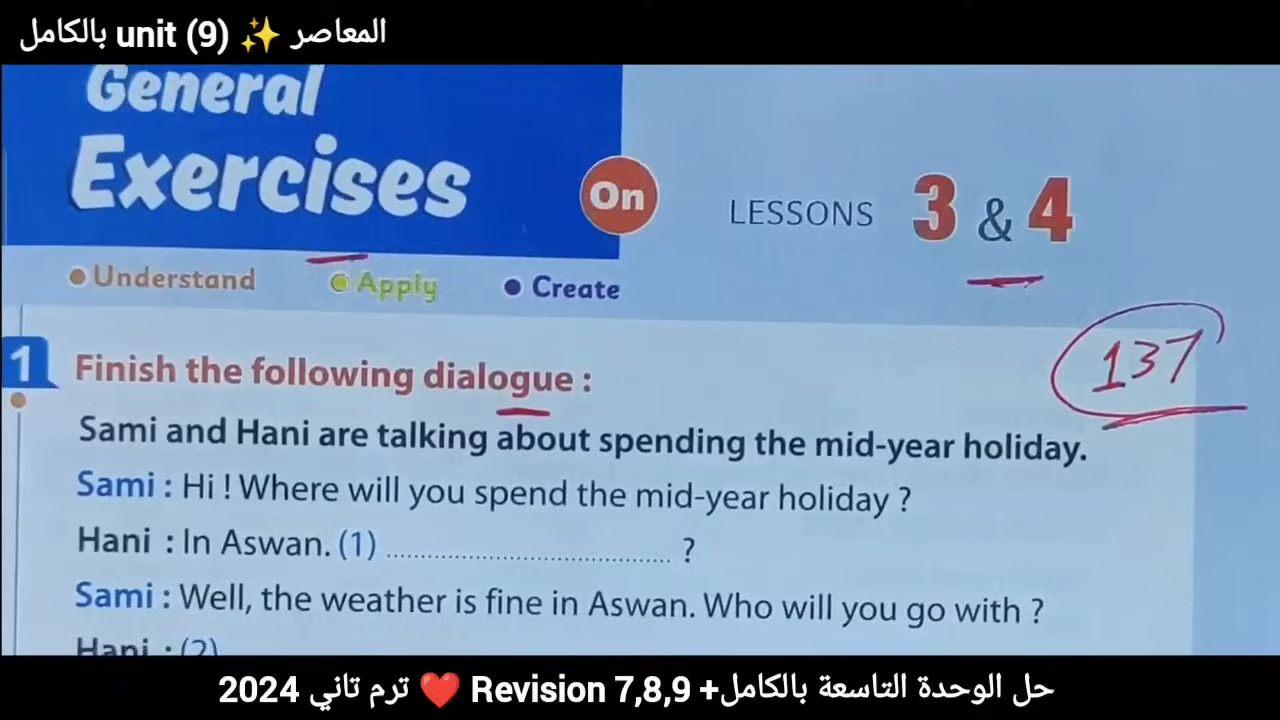 المعاصر ✨ unit (9) بالكامل
General
Exercises
On
LESSONS 3 & 4
Understand
Apply
Create
137
1 Finish the following dialogue :
Sami and Hani are talking about spending the mid-year holiday.
Sami : Hi ! Where will you spend the mid-year holiday ?
Hani : In Aswan. (1) ........................................ ?
Sami : Well, the weather is fine in Aswan. Who will you go with ?
Hani : (2)
حل الوحدة التاسعة بالكامل+ Revision 7,8,9 ❤️ ترم تاني 2024